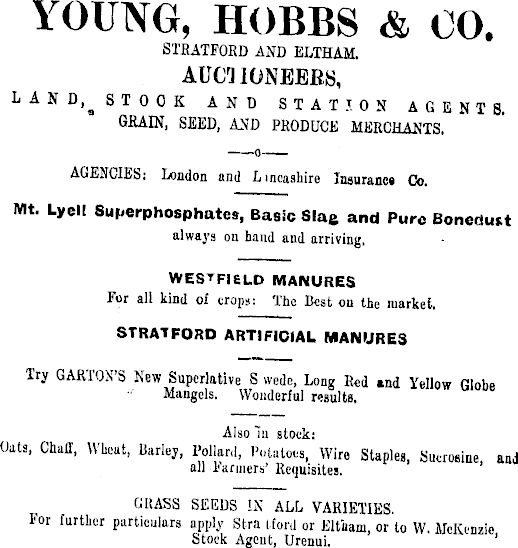 YOUNG, HOBBS & CO.
STRATFORD AND ELTHAM.
AUCTIONEERS,
LAND, STOCK AND STATION AGENTS.
GRAIN, SEED, AND PRODUCE MERCHANTS.
AGENCIES: London and Lancashire Insurance Co.
Mt. Lyell Superphosphates, Basic Slag and Pure Bonedust
always on hand and arriving.
WESTFIELD MANURES
For all kind of crops: The Best on the market.
STRATFORD ARTIFICIAL MANURES
Try GARTON'S New Superlative Swede, Long Red and Yellow Globe
Mangels. Wonderful results.
Also in stock:
Oats, Chaff, Wheat, Barley, Pollard, Potatoes, Wire Staples, Sucrosine, and
all Farmers' Requisites.
GRASS SEEDS IN ALL VARIETIES.
For further particulars apply Stratford or Eltham, or to W. McKenzie,
Stock Agent, Urenui.